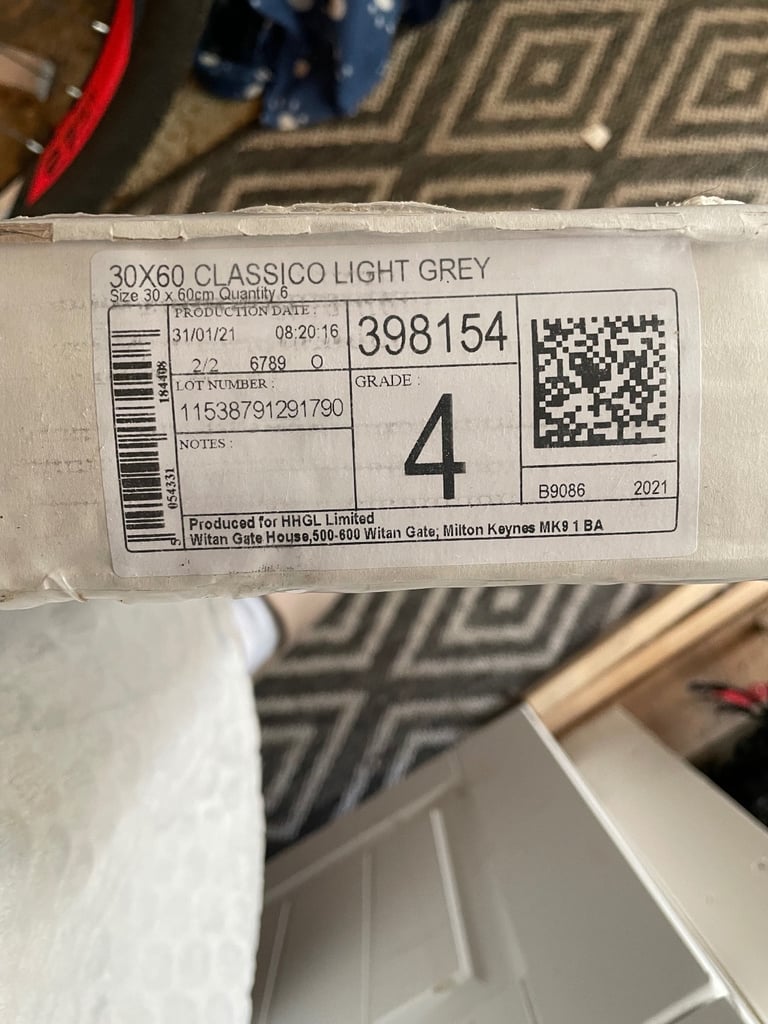 30X60 CLASSICO LIGHT GREY
Size 30 x 60cm Quantity 6
PRODUCTION DATE :
31/01/21 08:20:16
2/2 6789 O
LOT NUMBER :
11538791291790
NOTES :
398154
GRADE :
4
B9086 2021
5 054331 184408
Produced for HHGL Limited
Witan Gate House,500-600 Witan Gate; Milton Keynes MK9 1 BA